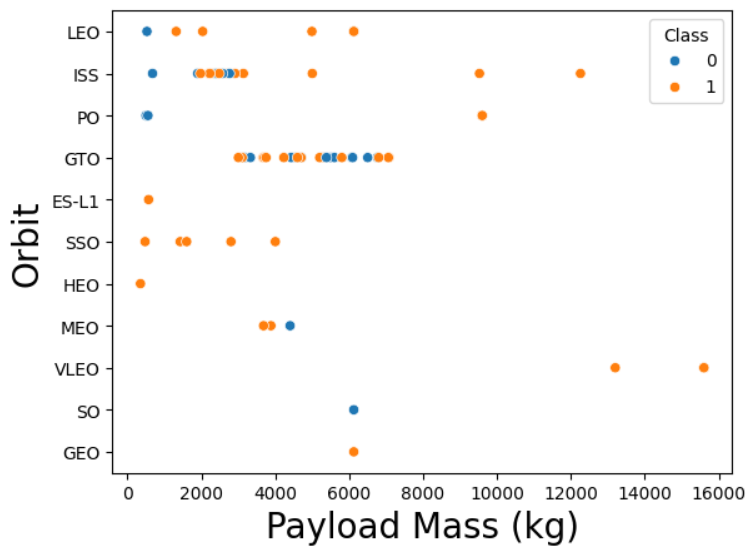 LEO
ISS
PO
GTO
ES-L1
SSO
HEO
MEO
VLEO
SO
GEO
Orbit
Class
0
1
0 2000 4000 6000 8000 10000 12000 14000 16000
Payload Mass (kg)